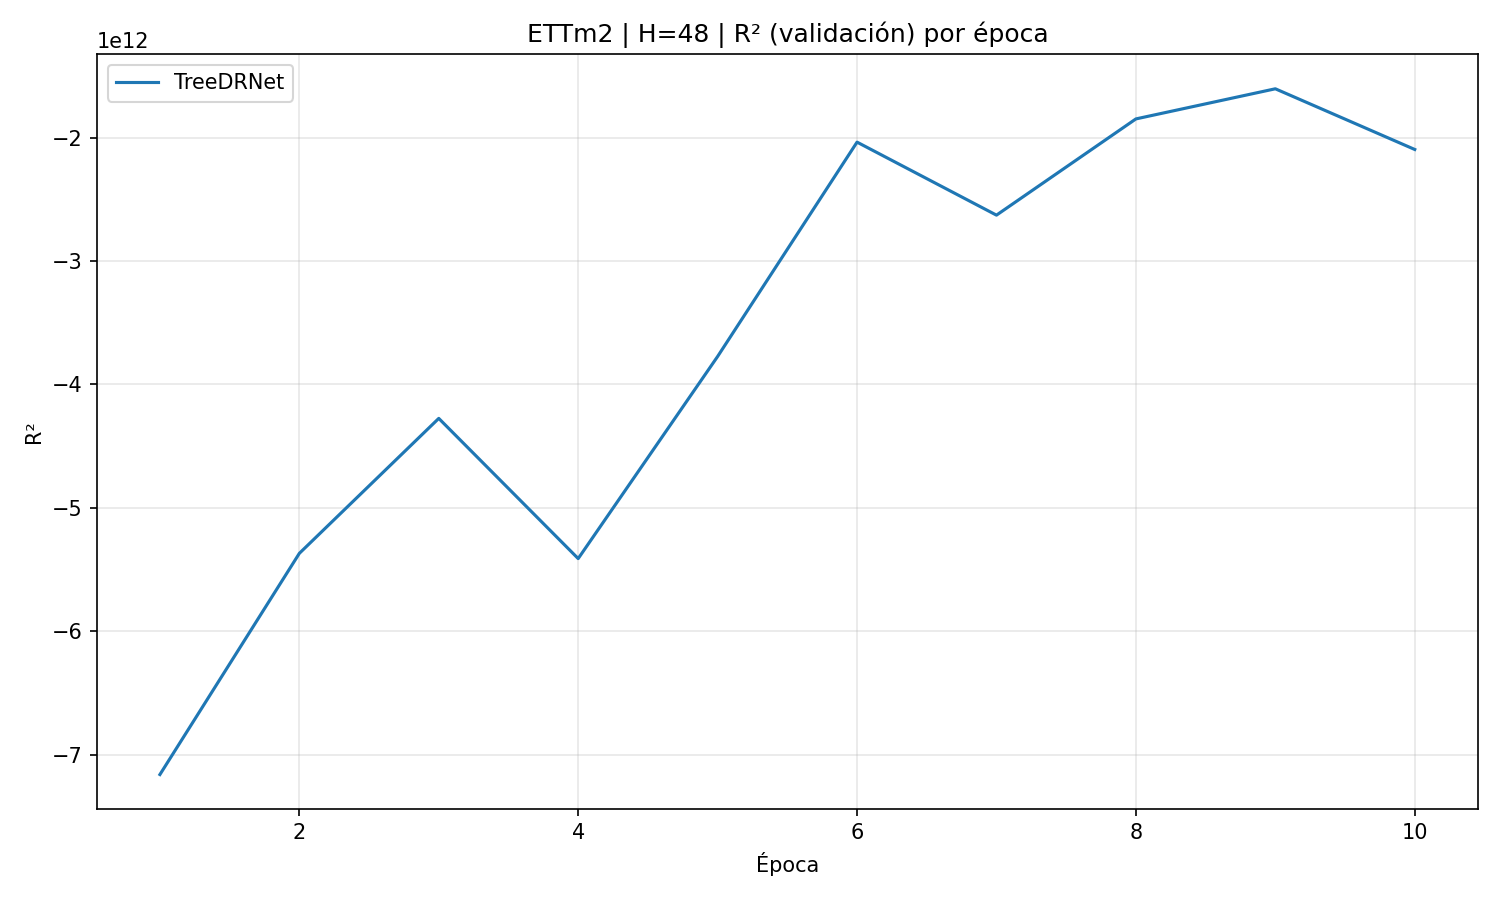 ETTm2 | H=48 | R² (validación) por época
1e12
TreeDRNet
−2
−3
−4
−5
−6
−7
R²
2 4 6 8 10
Época